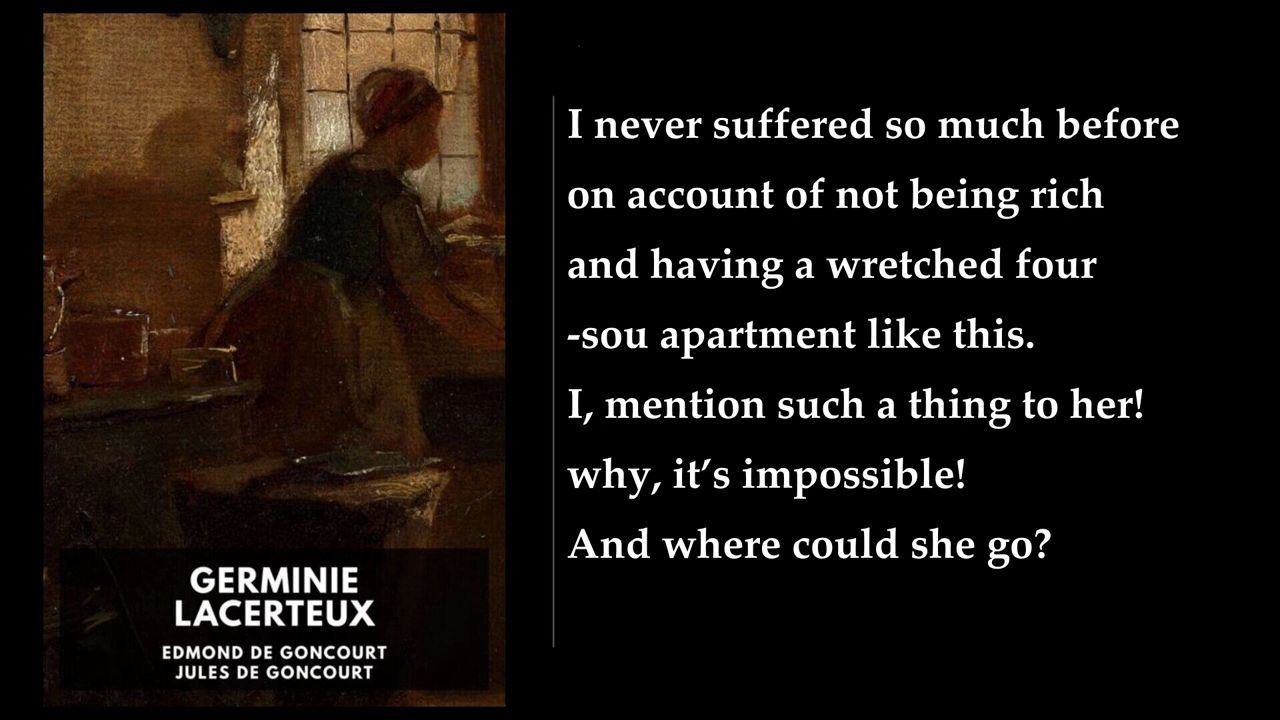 GERMINIE
LACERTEUX
EDMOND DE GONCOURT
JULES DE GONCOURT
I never suffered so much before
on account of not being rich
and having a wretched four
-sou apartment like this.
I, mention such a thing to her!
why, it’s impossible!
And where could she go?